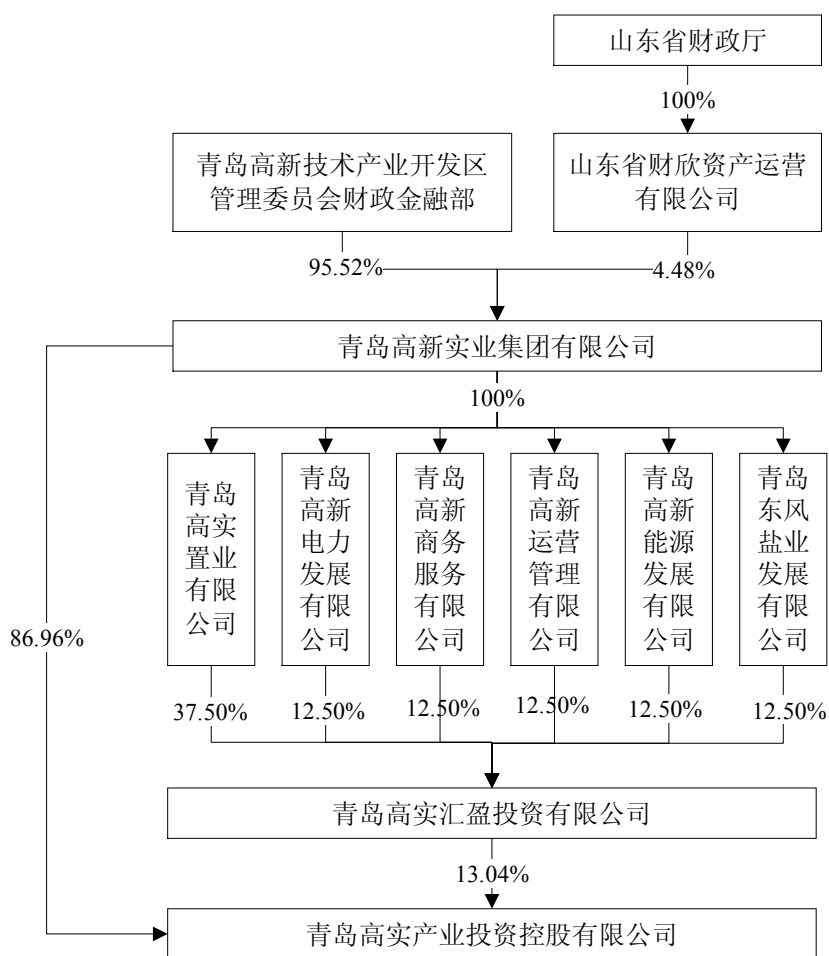 山东省财政厅
100%
青岛高新技术产业开发区
管理委员会财政金融部
山东省财欣资产运营
有限公司
95.52%
4.48%
青岛高新实业集团有限公司
100%
青岛
高实
置业
有限
公司
青岛
高新
电力
发展
有限
公司
青岛
高新
商务
服务
有限
公司
青岛
高新
运营
管理
有限
公司
青岛
高新
能源
发展
有限
公司
青岛
东风
盐业
发展
有限
公司
86.96%
37.50%
12.50%
12.50%
12.50%
12.50%
12.50%
青岛高实汇盈投资有限公司
13.04%
青岛高实产业投资控股有限公司